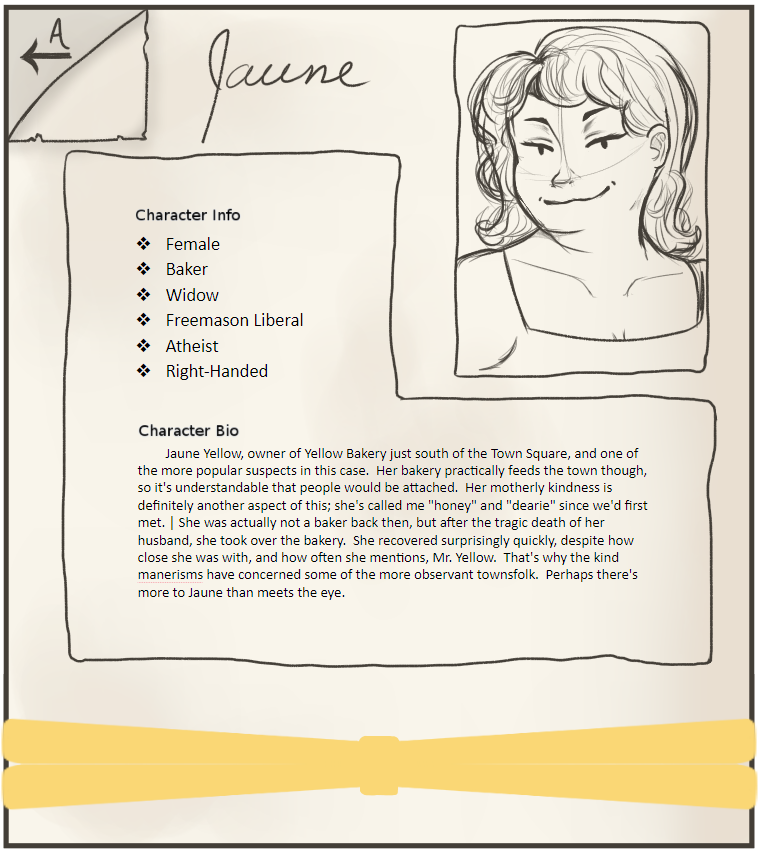 A
Jaune
Character Info
❖ Female
❖ Baker
❖ Widow
❖ Freemason Liberal
❖ Atheist
❖ Right-Handed
Character Bio
Jaune Yellow, owner of Yellow Bakery just south of the Town Square, and one of
the more popular suspects in this case. Her bakery practically feeds the town though,
so it's understandable that people would be attached. Her motherly kindness is
definitely another aspect of this; she's called me "honey" and "dearie" since we'd first
met. | She was actually not a baker back then, but after the tragic death of her
husband, she took over the bakery. She recovered surprisingly quickly, despite how
close she was with, and how often she mentions, Mr. Yellow. That's why the kind
manerisms have concerned some of the more observant townsfolk. Perhaps there's
more to Jaune than meets the eye.